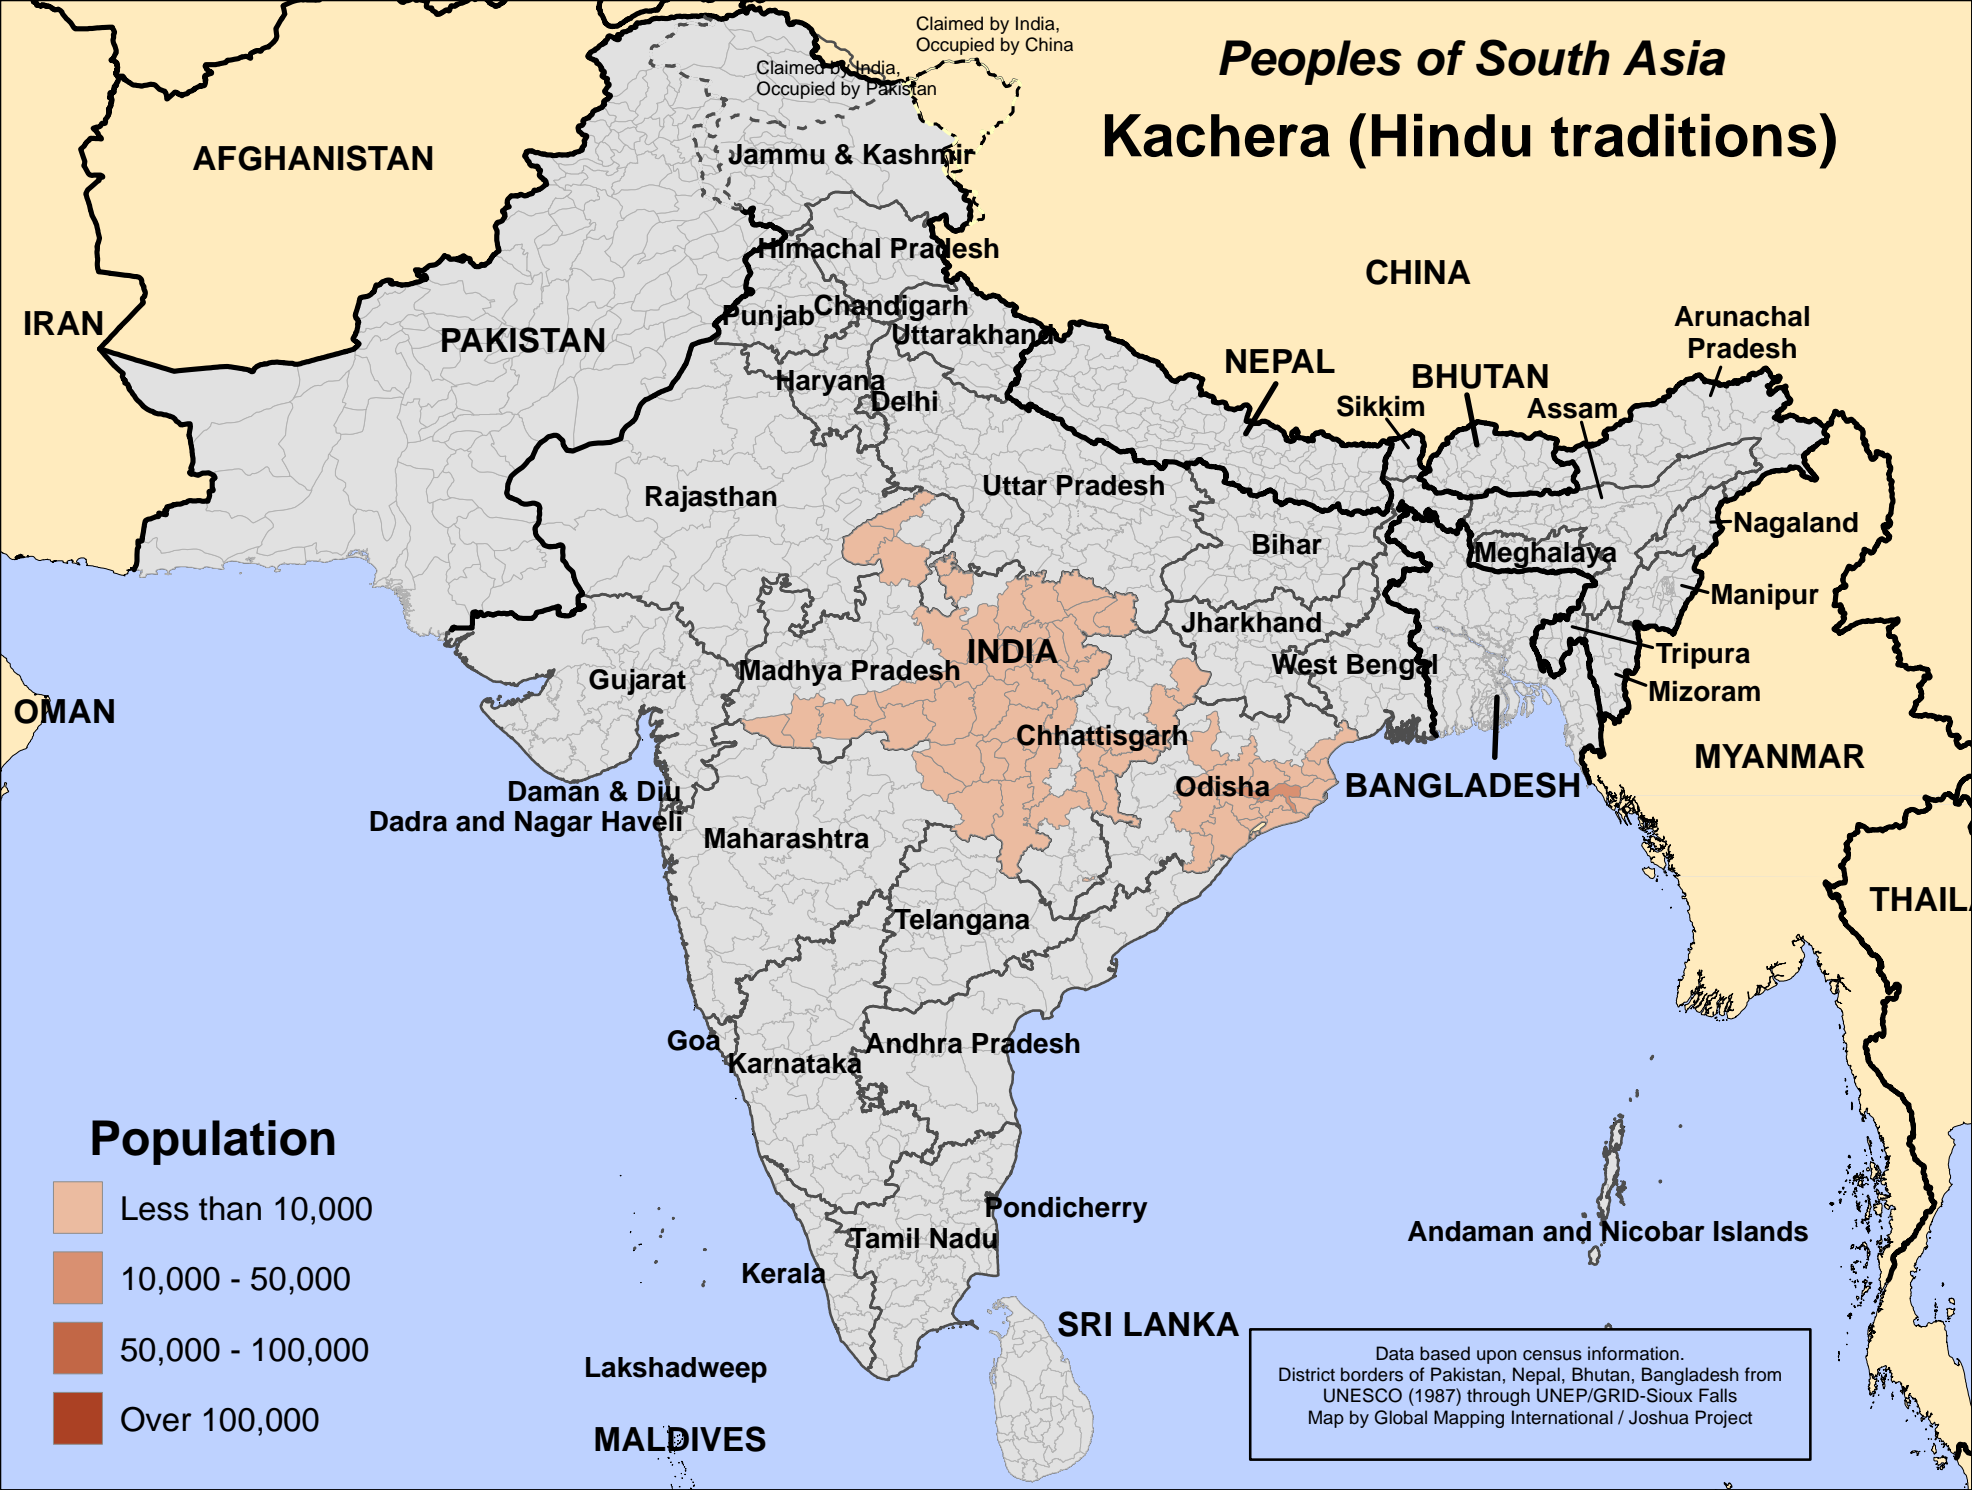 Claimed by India,
Occupied by China
Peoples of South Asia
Kachera (Hindu traditions)
Claimed by India,
Occupied by Pakistan
AFGHANISTAN
Jammu & Kashmir
Himachal Pradesh
CHINA
IRAN
PAKISTAN
Punjab
Chandigarh
Uttarakhand
Arunachal
Pradesh
NEPAL
BHUTAN
Haryana
Delhi
Sikkim
Assam
Rajasthan
Uttar Pradesh
Nagaland
Bihar
Meghalaya
Manipur
Jharkhand
INDIA
Tripura
Madhya Pradesh
West Bengal
Gujarat
Mizoram
OMAN
Chhattisgarh
MYANMAR
Daman & Diu
Odisha
BANGLADESH
Dadra and Nagar Haveli
Maharashtra
THAIL
Telangana
Goa
Andhra Pradesh
Karnataka
Pondicherry
Andaman and Nicobar Islands
Tamil Nadu
Kerala
SRI LANKA
Lakshadweep
MALDIVES
Population
Less than 10,000
10,000 - 50,000
50,000 - 100,000
Over 100,000
Data based upon census information.
District borders of Pakistan, Nepal, Bhutan, Bangladesh from
UNESCO (1987) through UNEP/GRID-Sioux Falls
Map by Global Mapping International / Joshua Project